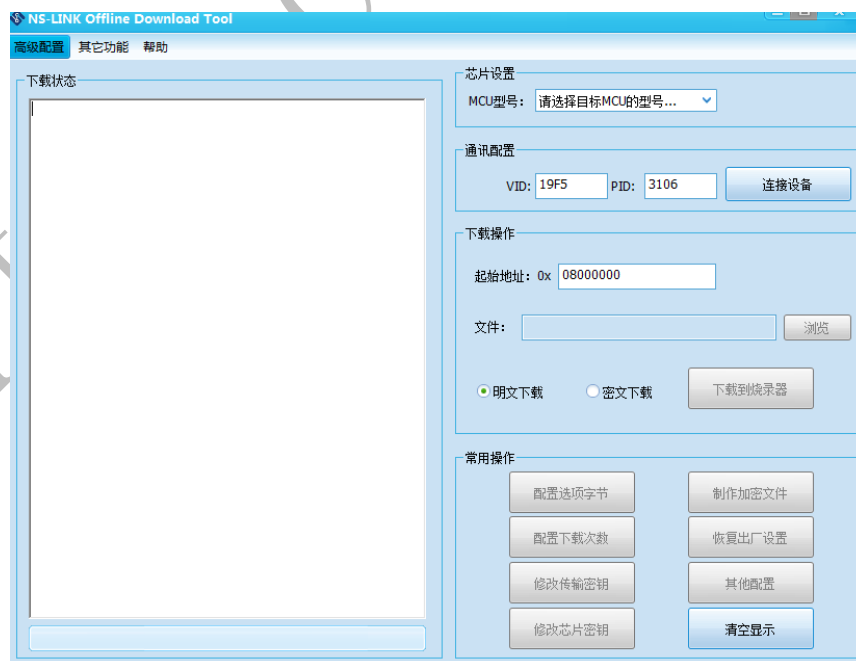 NS-LINK Offline Download Tool
高级配置 其它功能 帮助
下载状态
芯片设置
MCU型号： 请选择目标MCU的型号...
通讯配置
VID: 19F5 PID: 3106 连接设备
下载操作
起始地址：0x 08000000
文件： 浏览
明文下载 密文下载 下载到烧录器
常用操作
配置选项字节 制作加密文件
配置下载次数 恢复出厂设置
修改传输密钥 其他配置
修改芯片密钥 清空显示